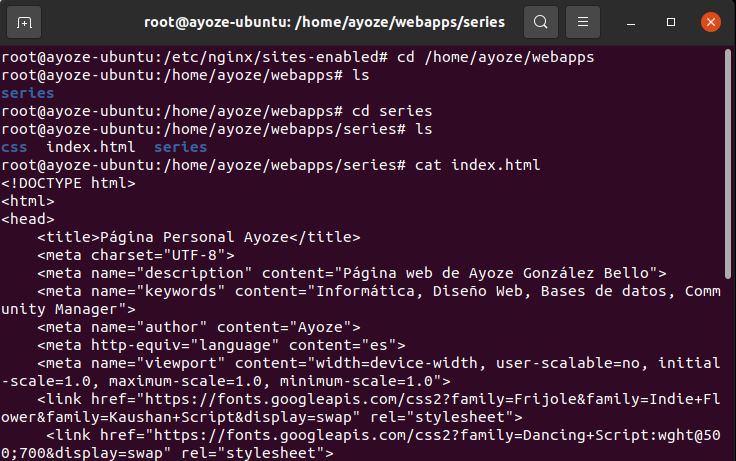 root@ayoze-ubuntu: /home/ayoze/webapps/series
root@ayoze-ubuntu:/etc/nginx/sites-enabled# cd /home/ayoze/webapps
root@ayoze-ubuntu:/home/ayoze/webapps# ls
series
root@ayoze-ubuntu:/home/ayoze/webapps# cd series
root@ayoze-ubuntu:/home/ayoze/webapps/series# ls
css  index.html  series
root@ayoze-ubuntu:/home/ayoze/webapps/series# cat index.html
<!DOCTYPE html>
<html>
<head>
    <title>Página Personal Ayoze</title>
    <meta charset="UTF-8">
    <meta name="description" content="Página web de Ayoze González Bello">
    <meta name="keywords" content="Informática, Diseño Web, Bases de datos, Comm
unity Manager">
    <meta name="author" content="Ayoze">
    <meta http-equiv="language" content="es">
    <meta name="viewport" content="width=device-width, user-scalable=no, initial
-scale=1.0, maximum-scale=1.0, minimum-scale=1.0">
    <link href="https://fonts.googleapis.com/css2?family=Frijole&family=Indie+Fl
ower&family=Kaushan+Script&display=swap" rel="stylesheet">
     <link href="https://fonts.googleapis.com/css2?family=Dancing+Script:wght@50
0;700&display=swap" rel="stylesheet">